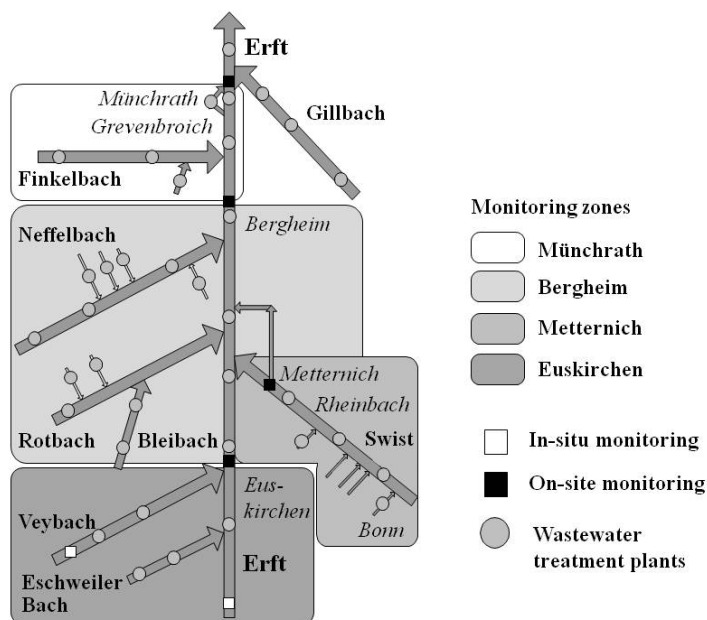 Erft
Münchrath
Grevenbroich
Gillbach
Finkelbach
Neffelbach
Bergheim
Metternich
Rheinbach
Rotbach
Bleibach
Swist
Eus-
kirchen
Veybach
Bonn
Eschweiler
Bach
Erft
Monitoring zones
Münchrath
Bergheim
Metternich
Euskirchen
In-situ monitoring
On-site monitoring
Wastewater
treatment plants